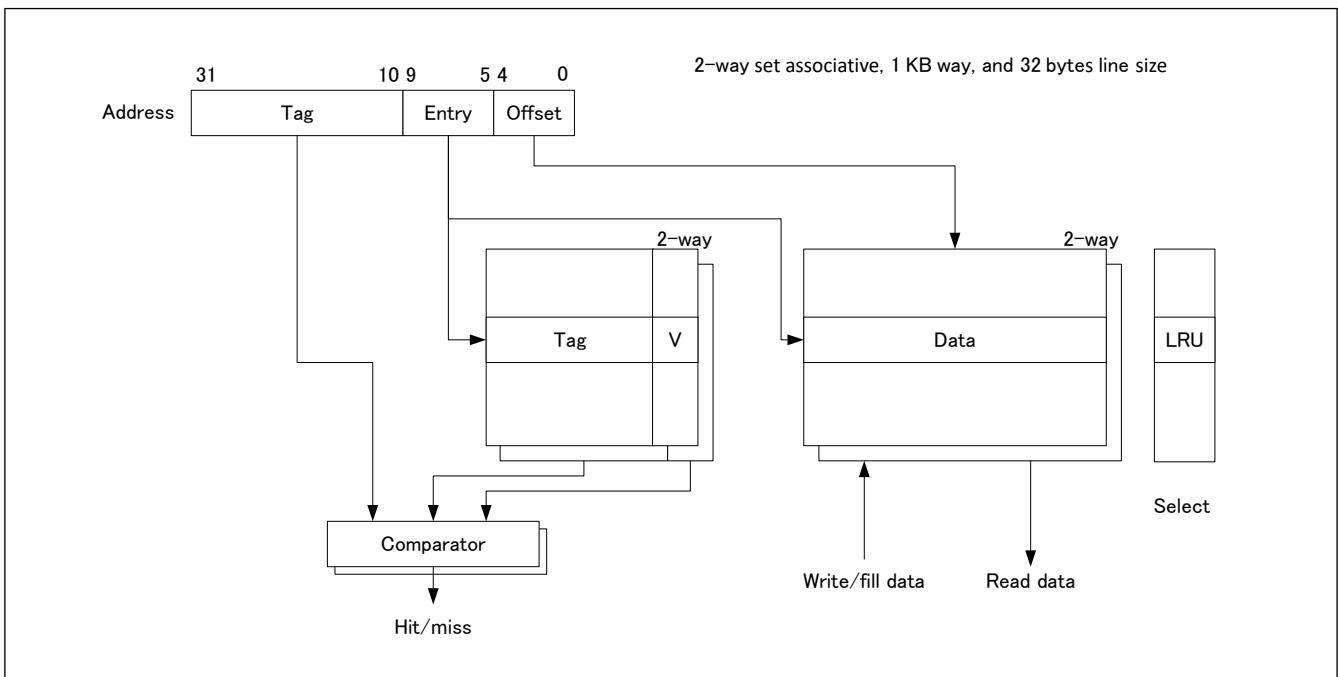 2-way set associative, 1 KB way, and 32 bytes line size
31 10 9 5 4 0
Address Tag Entry Offset
2-way 2-way
Tag V Data LRU
Select
Comparator
Write/fill data Read data
Hit/miss